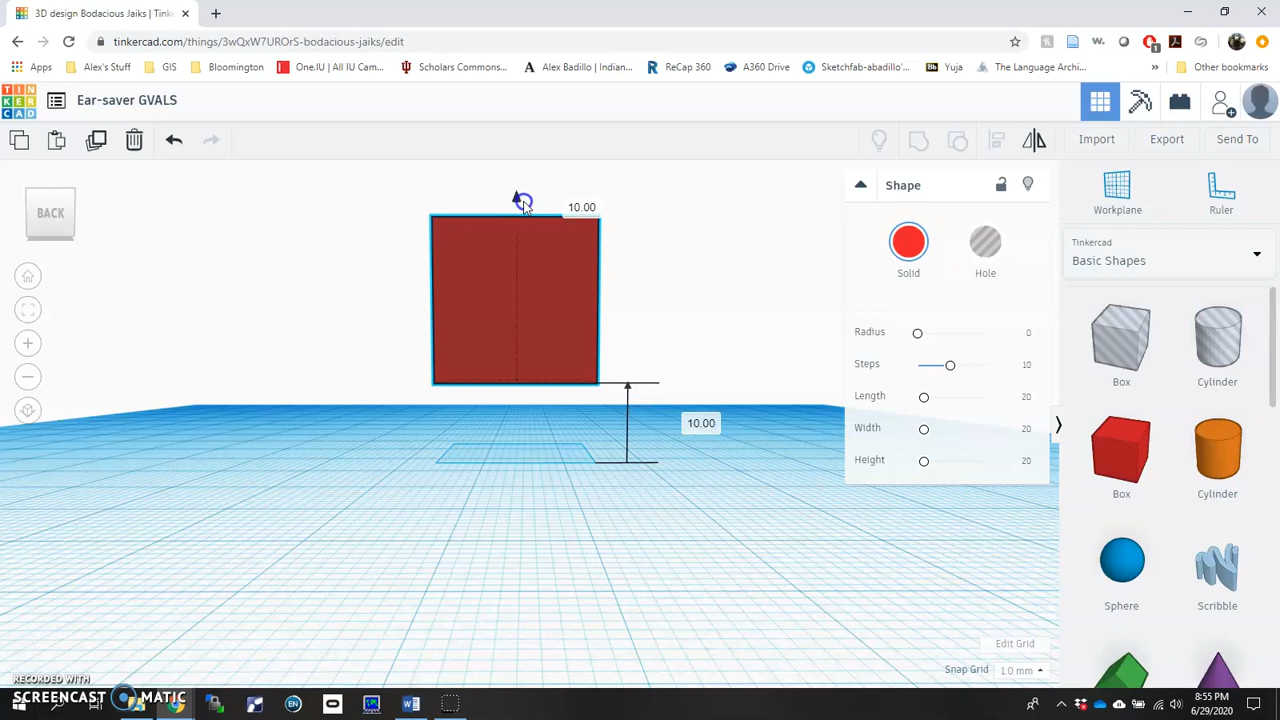 3D design Bodacious Jaiks | Tink
tinkercad.com/things/3wQxW7UROrS-bodacious-jaiks/edit
Apps
Alex's Stuff
GIS
Bloomington
One.IU | All IU Cam...
Scholars Commons...
Alex Badillo | Indian...
ReCap 360
A360 Drive
Sketchfab-abadillo'...
Yuja
The Language Archi...
»
Other bookmarks
TIN
KER
CAD
Ear-saver GVALS
Import
Export
Send To
BACK
10.00
10.00
Shape
Solid
Hole
Radius 0
Steps 10
Length 20
Width 20
Height 20
Workplane
Ruler
Tinkercad
Basic Shapes
Box
Cylinder
Box
Cylinder
Sphere
Scribble
Edit Grid
Snap Grid 1.0 mm
RECORDED WITH
SCREENCAST MATIC
EN
8:55 PM
6/29/2020